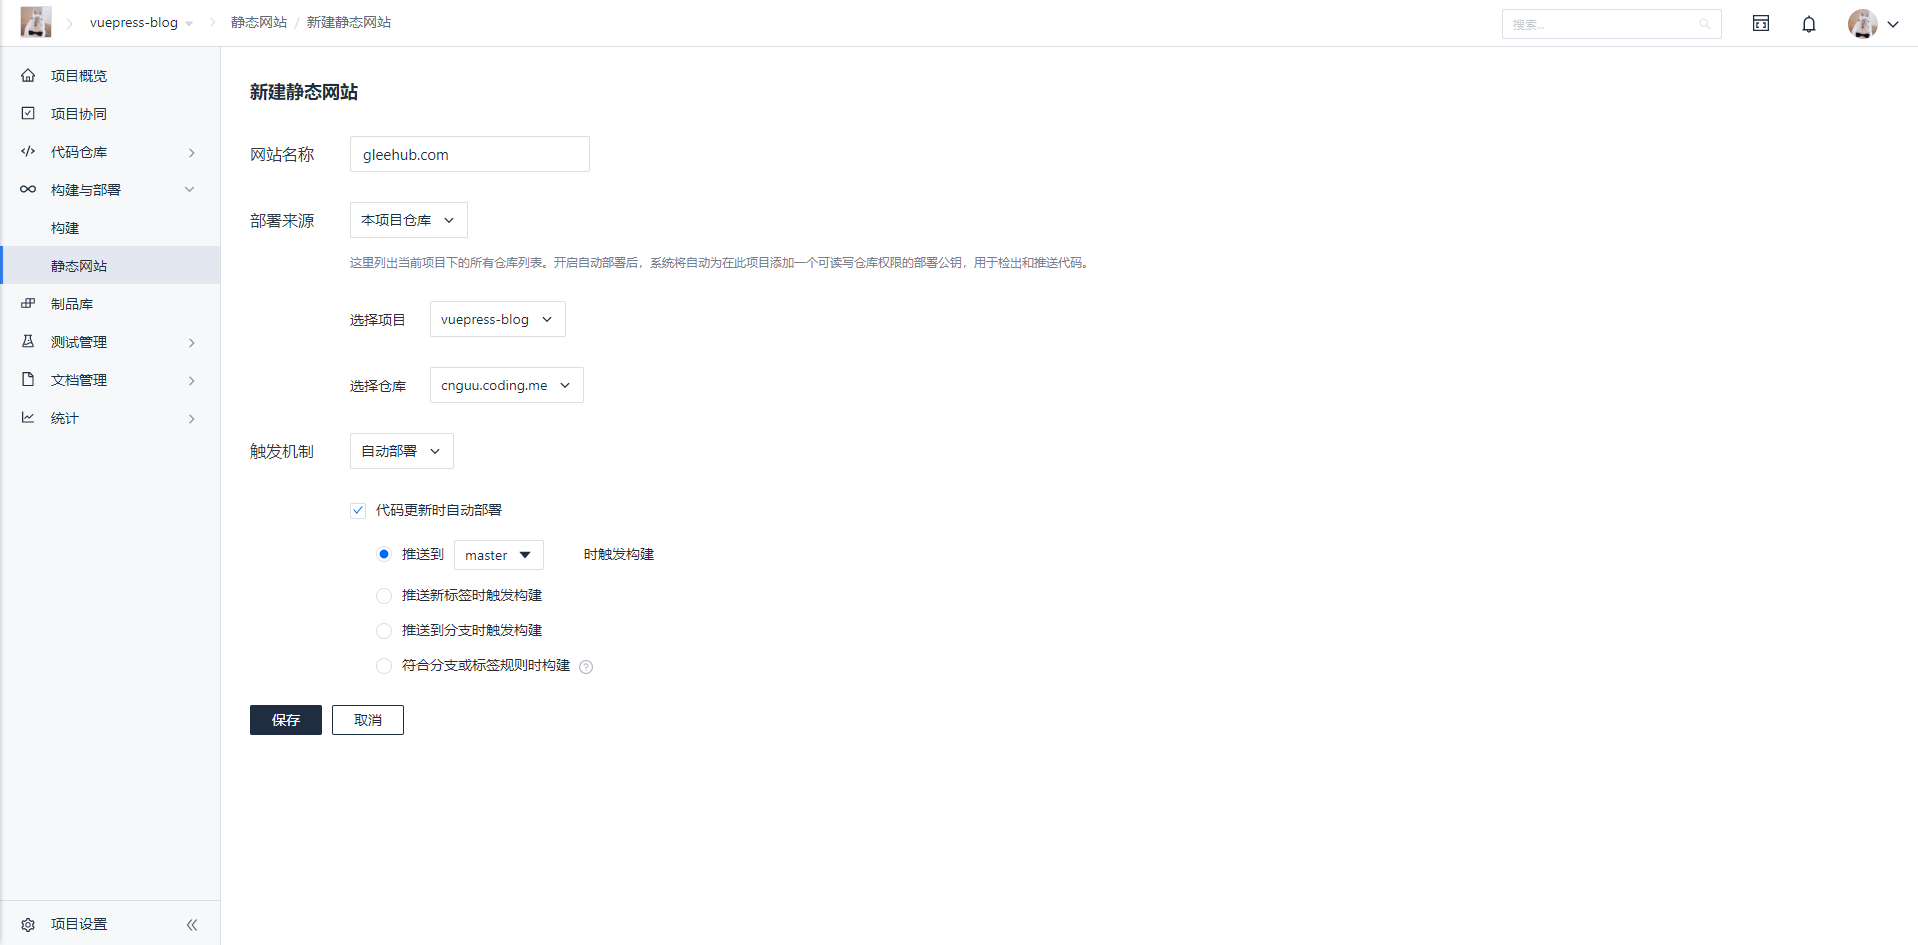 vuepress-blog
静态网站 / 新建静态网站
搜索...
项目概览
项目协同
代码仓库
构建与部署
构建
静态网站
制品库
测试管理
文档管理
统计
项目设置
新建静态网站
网站名称 gleehub.com
部署来源 本项目仓库
这里列出当前项目下的所有仓库列表。开启自动部署后，系统将自动为在此项目添加一个可读写仓库权限的部署公钥，用于检出和推送代码。
选择项目 vuepress-blog
选择仓库 cnguu.coding.me
触发机制 自动部署
代码更新时自动部署
推送到 master 时触发构建
推送新标签时触发构建
推送到分支时触发构建
符合分支或标签规则时构建 ?
保存 取消